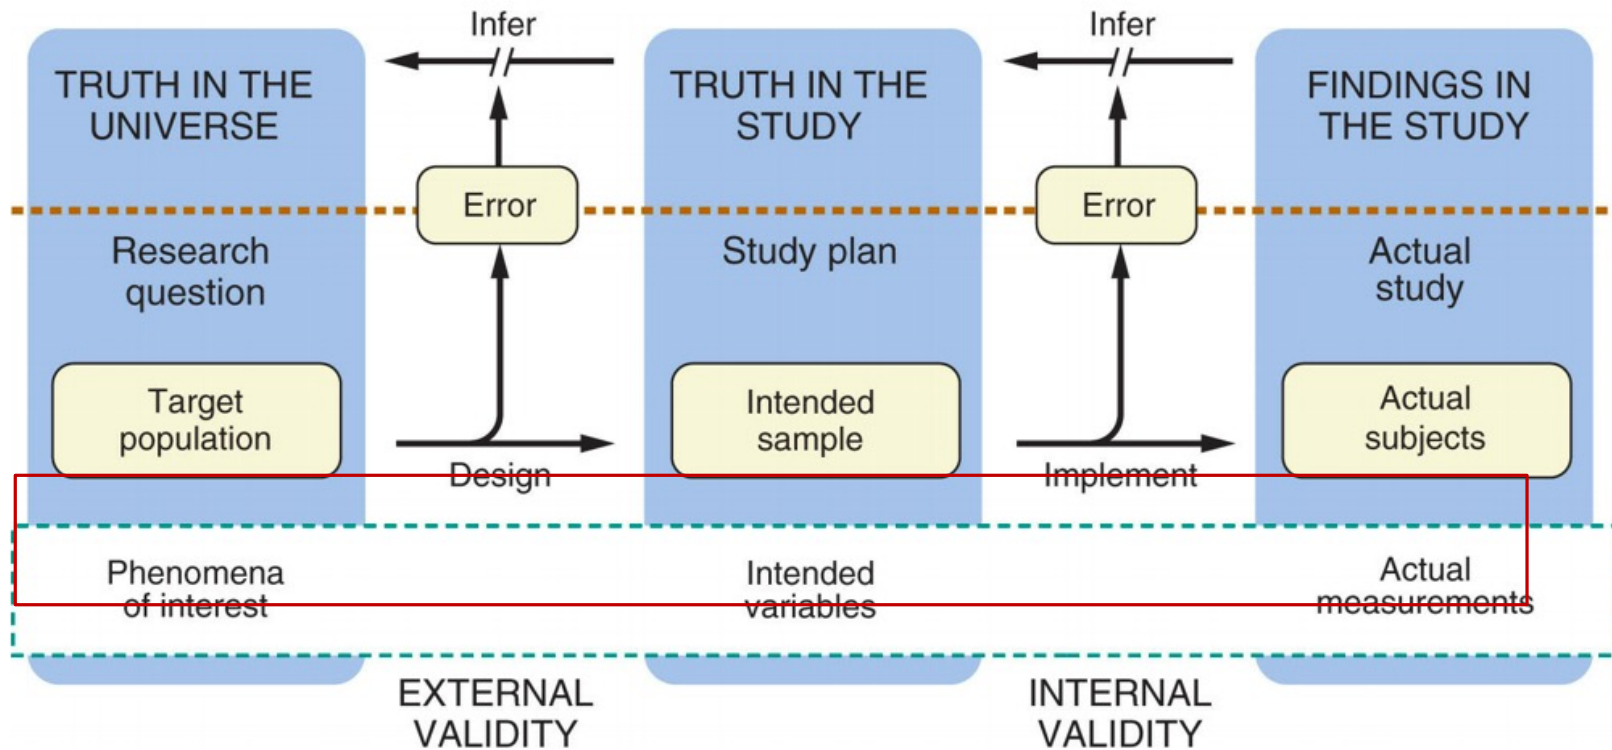 Infer
Infer
TRUTH IN THE
UNIVERSE
TRUTH IN THE
STUDY
FINDINGS IN
THE STUDY
Error
Error
Research
question
Study plan
Actual
study
Target
population
Intended
sample
Actual
subjects
Design
Implement
Phenomena
of interest
Intended
variables
Actual
measurements
EXTERNAL
VALIDITY
INTERNAL
VALIDITY